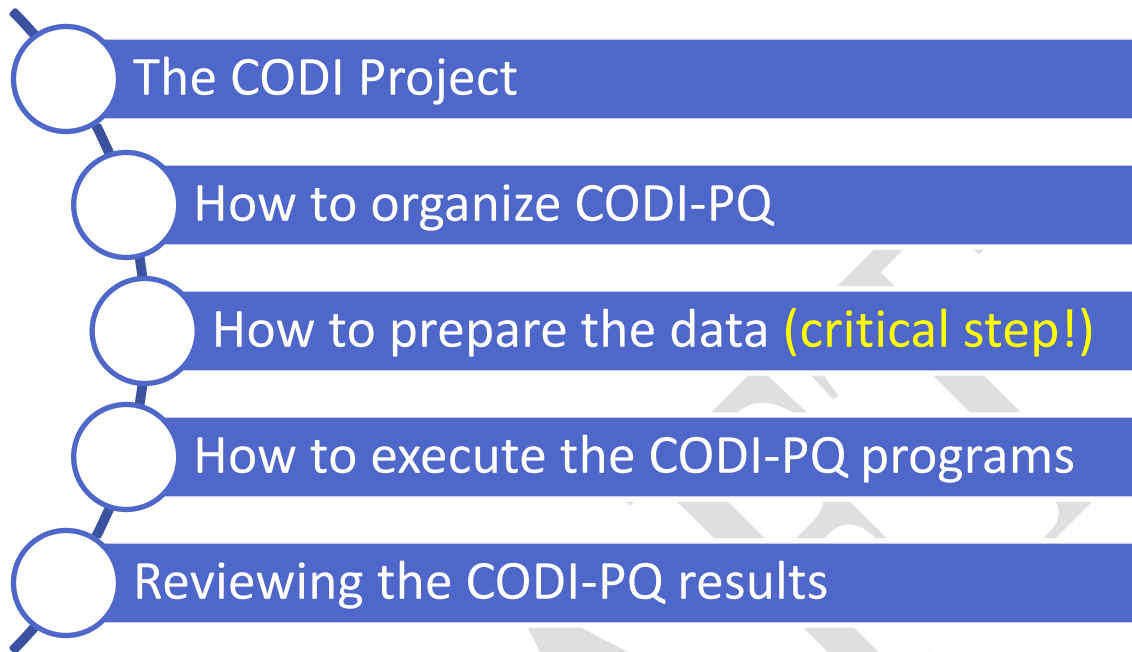 The CODI Project
How to organize CODI-PQ
How to prepare the data (critical step!)
How to execute the CODI-PQ programs
Reviewing the CODI-PQ results